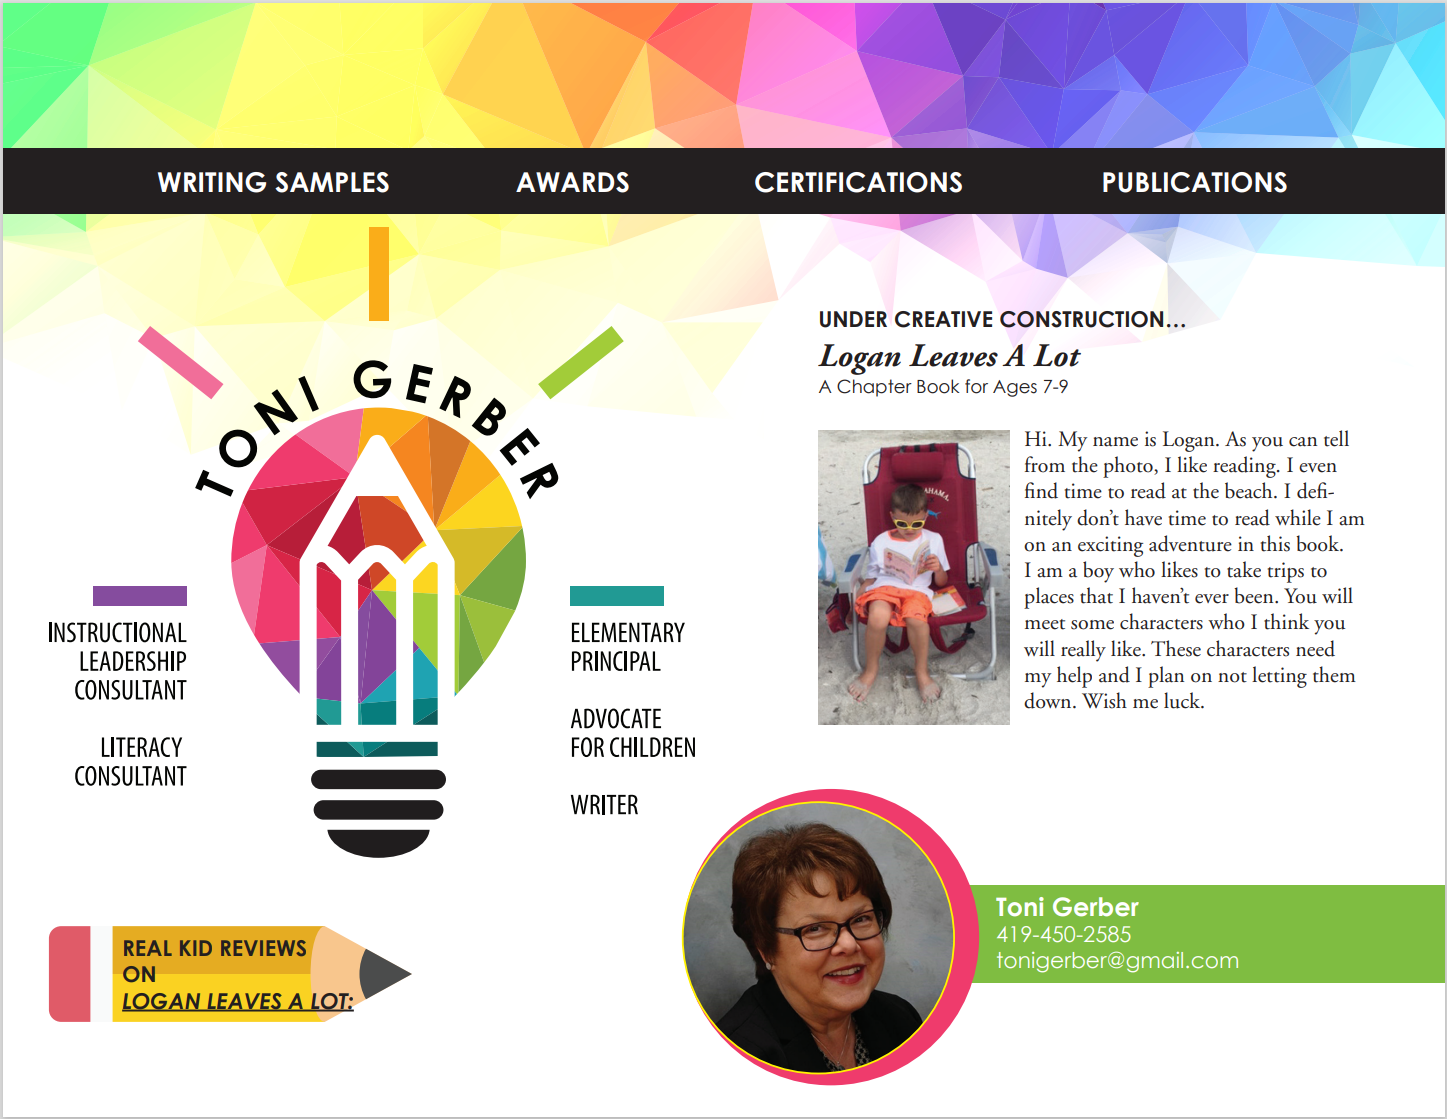 WRITING SAMPLES AWARDS CERTIFICATIONS PUBLICATIONS
TONI GERBER
INSTRUCTIONAL
LEADERSHIP
CONSULTANT
LITERACY
CONSULTANT
ELEMENTARY
PRINCIPAL
ADVOCATE
FOR CHILDREN
WRITER
UNDER CREATIVE CONSTRUCTION...
Logan Leaves A Lot
A Chapter Book for Ages 7-9
Hi. My name is Logan. As you can tell
from the photo, I like reading. I even
find time to read at the beach. I defi-
nitely don't have time to read while I am
on an exciting adventure in this book.
I am a boy who likes to take trips to
places that I haven't ever been. You will
meet some characters who I think you
will really like. These characters need
my help and I plan on not letting them
down. Wish me luck.
REAL KID REVIEWS
ON
LOGAN LEAVES A LOT:
Toni Gerber
419-450-2585
tonigerber@gmail.com